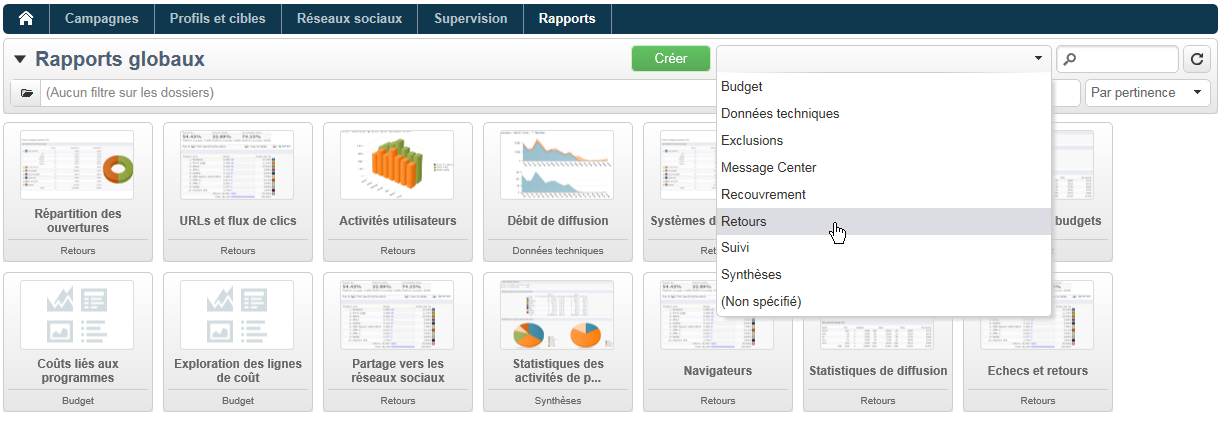 Campagnes
Profils et cibles
Réseaux sociaux
Supervision
Rapports
Rapports globaux
Créer
(Aucun filtre sur les dossiers)
Par pertinence
Budget
Données techniques
Exclusions
Message Center
Recouvrement
Retours
Suivi
Synthèses
(Non spécifié)
Répartition des
ouvertures
Retours
URLs et flux de clics
Retours
Activités utilisateurs
Retours
Débit de diffusion
Données techniques
Systèmes d
budgets
Coûts liés aux
programmes
Budget
Exploration des lignes
de coût
Budget
Partage vers les
réseaux sociaux
Retours
Statistiques des
activités de p...
Synthèses
Navigateurs
Retours
Statistiques de diffusion
Retours
Echecs et retours
Retours